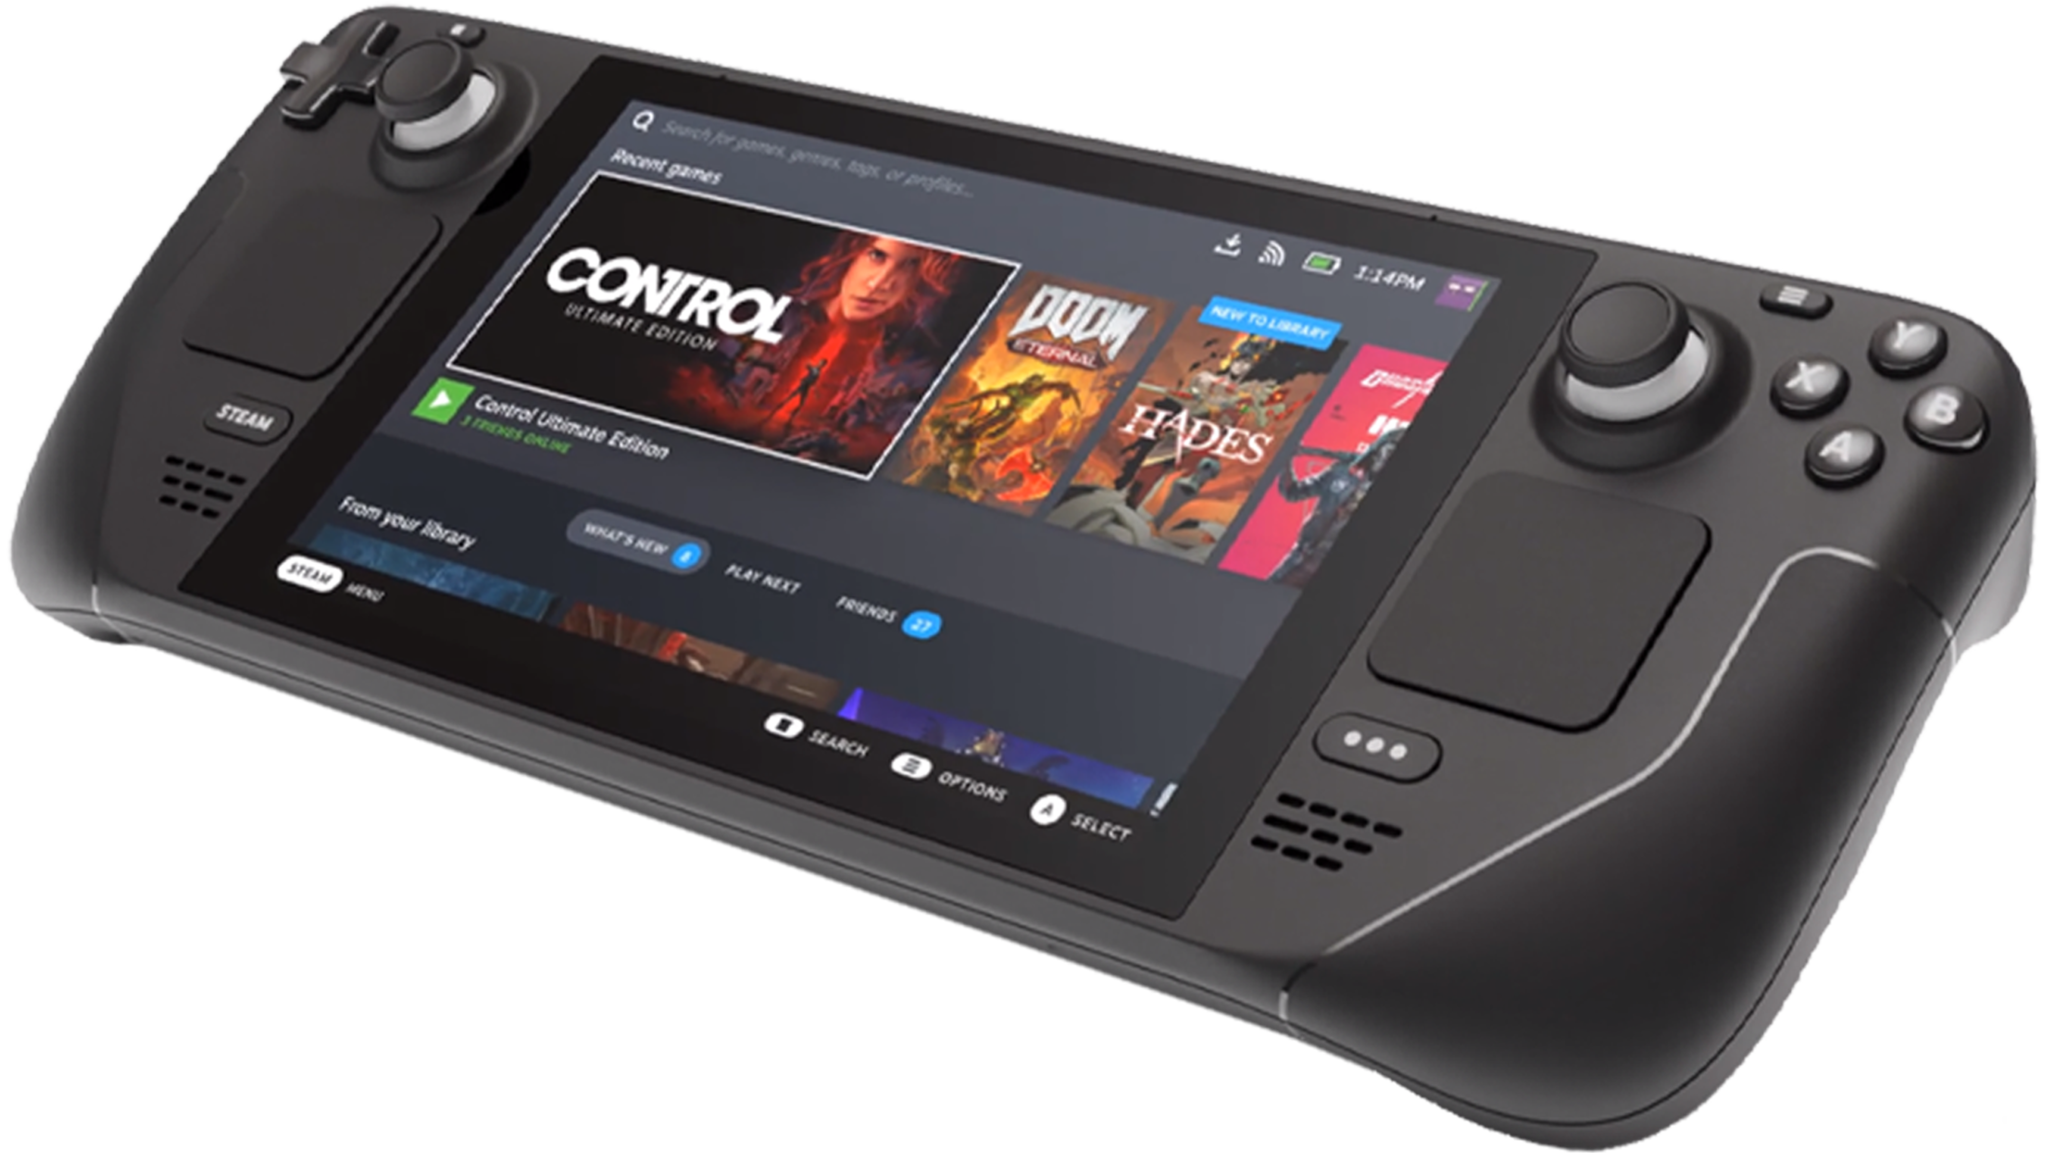 Search for games, genres, tags, or profiles...
1:14PM
Recent games
CONTROL
ULTIMATE EDITION
DOOM
ETERNAL
NEW TO LIBRARY
HADES
Control Ultimate Edition
3 FRIENDS ONLINE
WHAT'S NEW 8
PLAY NEXT
FRIENDS 27
From your library
STEAM MENU
SEARCH
OPTIONS
A SELECT
STEAM
Y
X
B
A